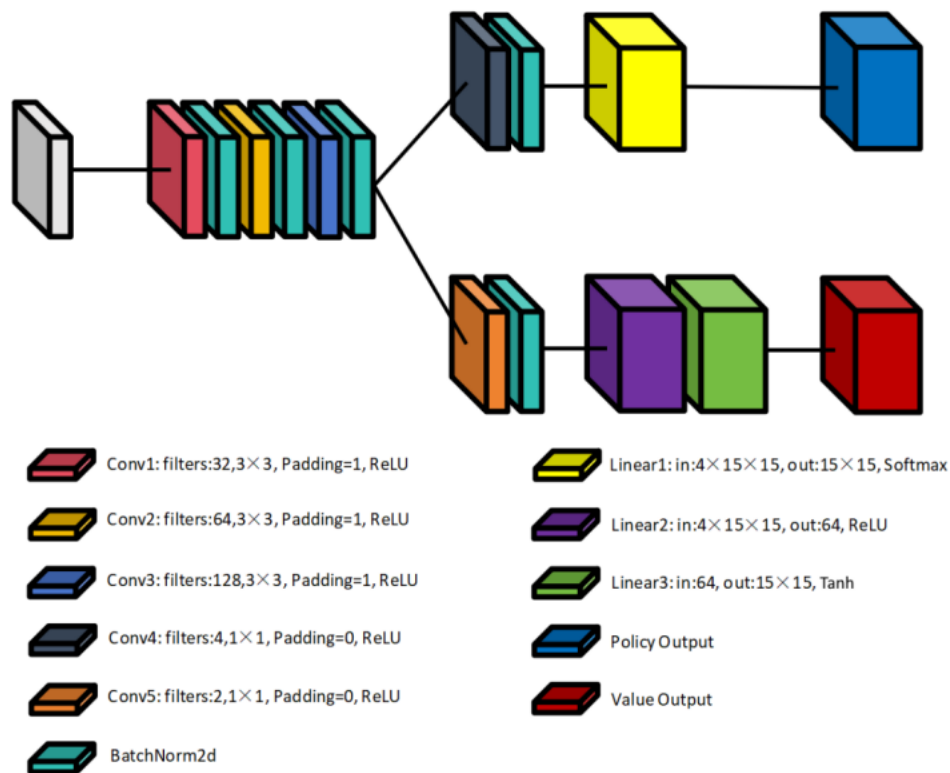 Conv1: filters:32,3×3, Padding=1, ReLU
Conv2: filters:64,3×3, Padding=1, ReLU
Conv3: filters:128,3×3, Padding=1, ReLU
Conv4: filters:4,1×1, Padding=0, ReLU
Conv5: filters:2,1×1, Padding=0, ReLU
BatchNorm2d
Linear1: in:4×15×15, out:15×15, Softmax
Linear2: in:4×15×15, out:64, ReLU
Linear3: in:64, out:15×15, Tanh
Policy Output
Value Output